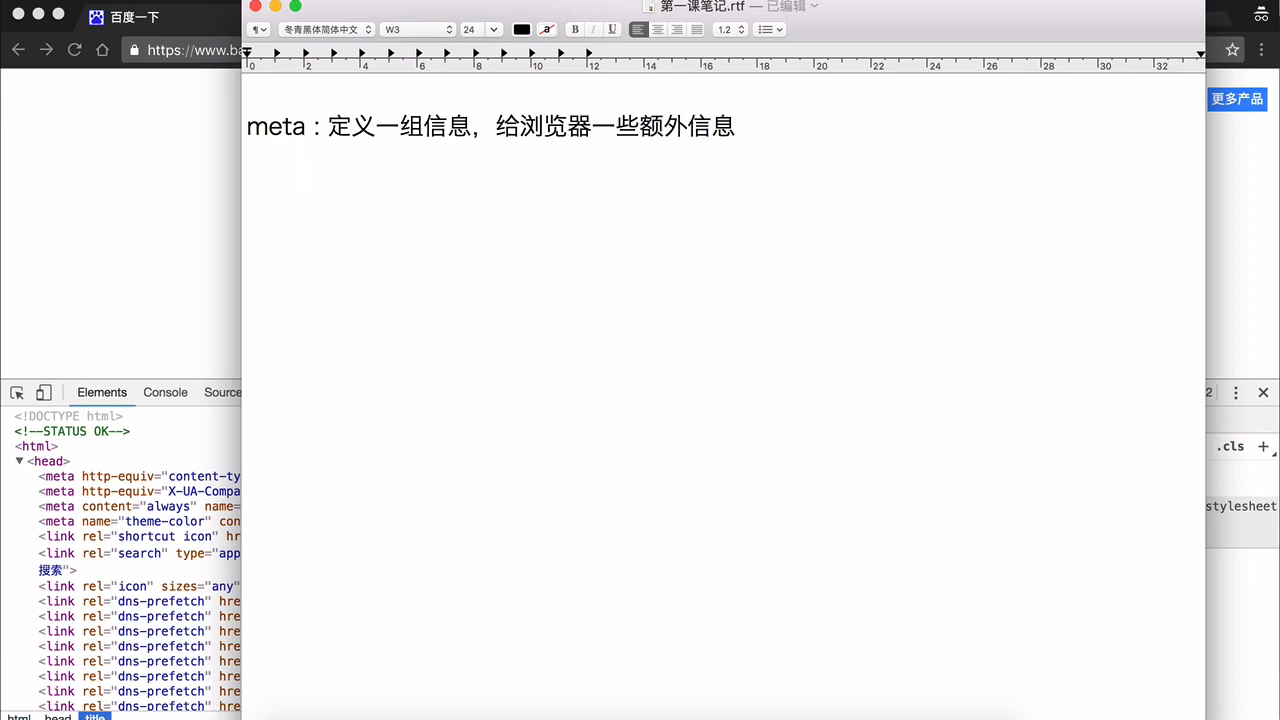 百度一下
第一课笔记.rtf — 已编辑
https://www.ba
冬青黑体简体中文 W3 24 a B I U 1.2
0 2 4 6 8 10 12 14 16 18 20 22 24 26 28 30 32
更多产品
meta：定义一组信息，给浏览器一些额外信息
Elements Console Source 2
<!DOCTYPE html>
<!--STATUS OK-->
<html>
<head>
<meta http-equiv="content-ty
<meta http-equiv="X-UA-Compa
<meta content="always" name=
<meta name="theme-color" con
<link rel="shortcut icon" hr
<link rel="search" type="app
搜索">
<link rel="icon" sizes="any"
<link rel="dns-prefetch" hre
<link rel="dns-prefetch" hre
<link rel="dns-prefetch" hre
<link rel="dns-prefetch" hre
<link rel="dns-prefetch" hre
<link rel="dns-prefetch" hre
<link rel="dns-prefetch" hre
<link rel="dns-prefetch" hre
html head title
.cls +
stylesheet